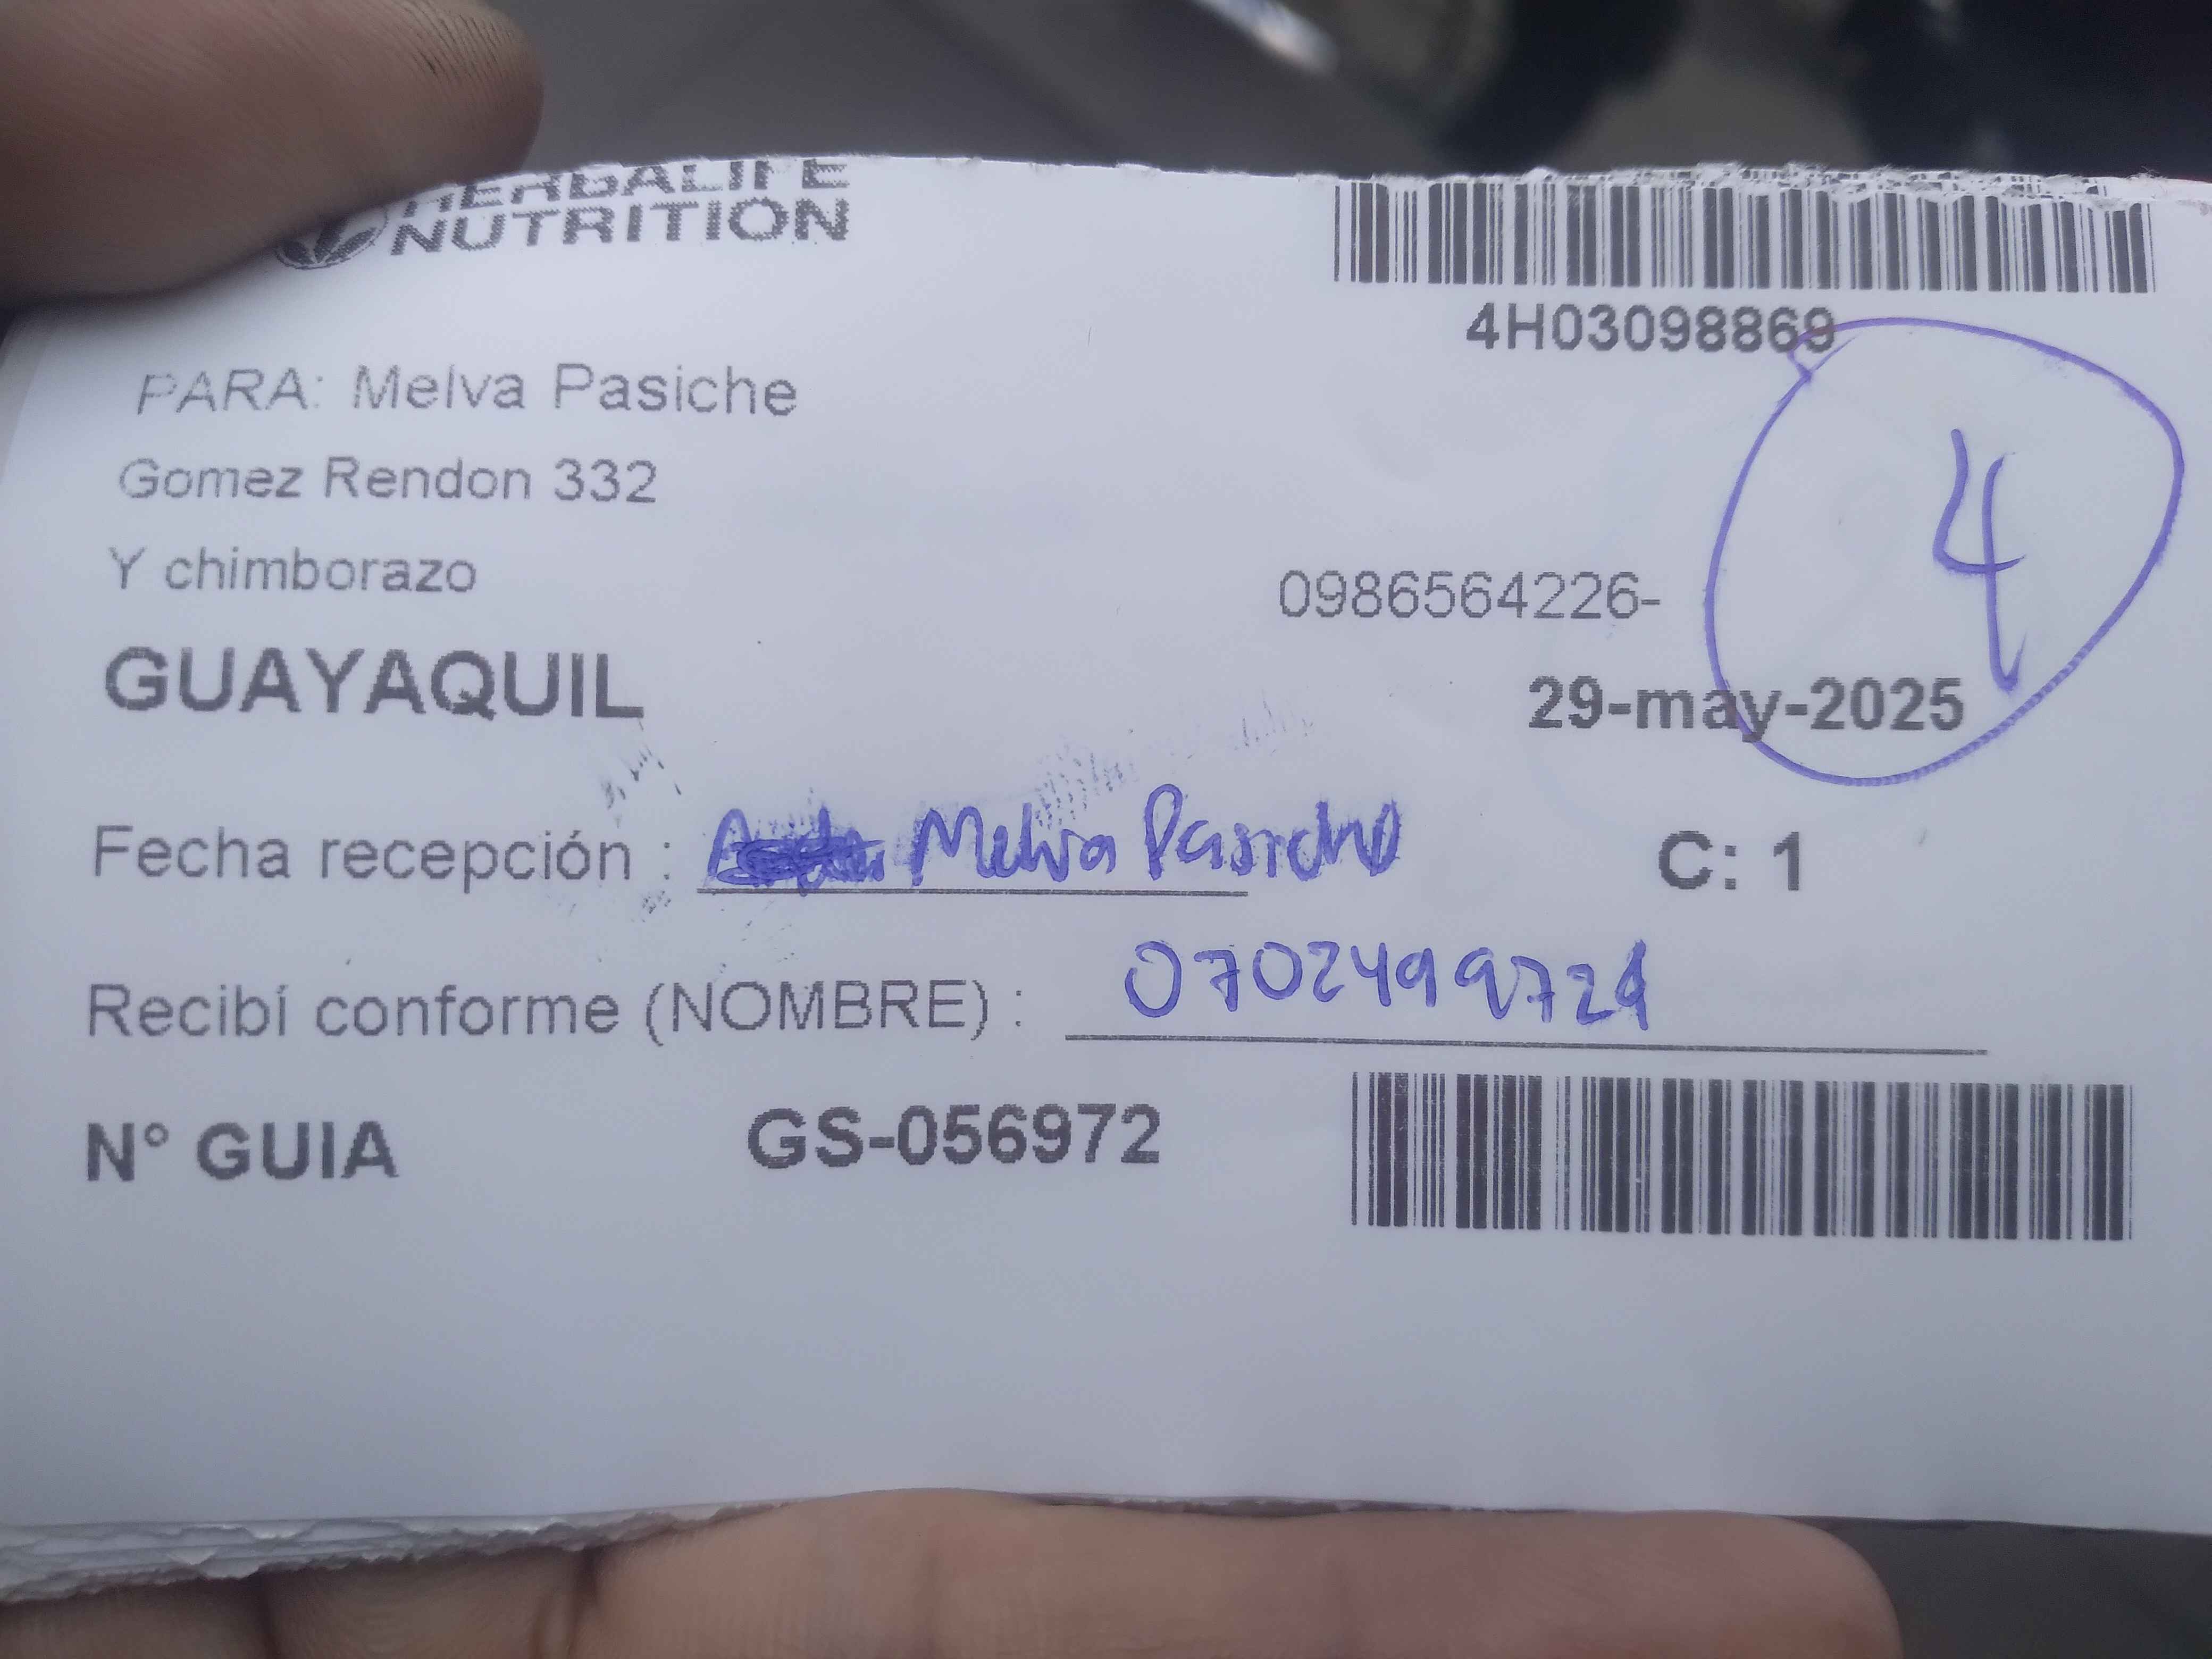 HERBALIFE
NUTRITION
4H03098869
PARA: Melva Pasiche
Gomez Rendon 332
Y chimborazo
0986564226-
4
GUAYAQUIL
29-may-2025
Fecha recepción : Melva Pasiche
C: 1
Recibí conforme (NOMBRE) : 0702499721
N° GUIA GS-056972